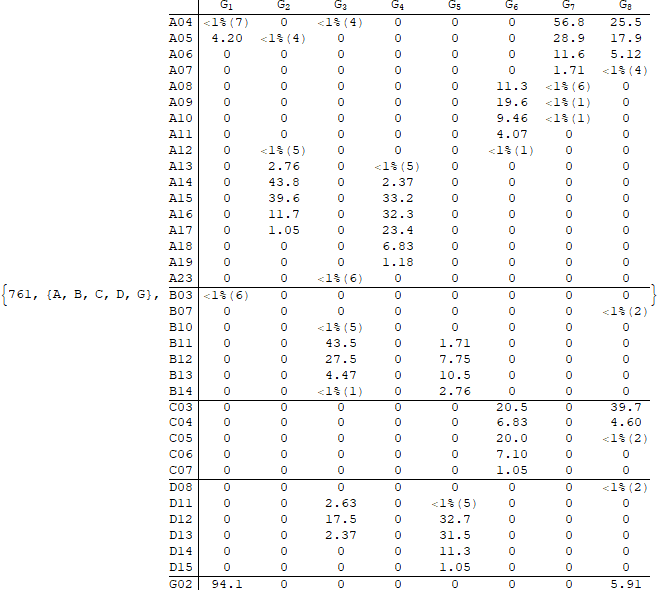 G₁ G₂ G₃ G₄ G₅ G₆ G₇ G₈
A04 <1%(7) 0 <1%(4) 0 0 0 56.8 25.5
A05 4.20 <1%(4) 0 0 0 0 28.9 17.9
A06 0 0 0 0 0 0 11.6 5.12
A07 0 0 0 0 0 0 1.71 <1%(4)
A08 0 0 0 0 0 11.3 <1%(6) 0
A09 0 0 0 0 0 19.6 <1%(1) 0
A10 0 0 0 0 0 9.46 <1%(1) 0
A11 0 0 0 0 0 4.07 0 0
A12 0 <1%(5) 0 0 0 <1%(1) 0 0
A13 0 2.76 0 <1%(5) 0 0 0 0
A14 0 43.8 0 2.37 0 0 0 0
A15 0 39.6 0 33.2 0 0 0 0
A16 0 11.7 0 32.3 0 0 0 0
A17 0 1.05 0 23.4 0 0 0 0
A18 0 0 0 6.83 0 0 0 0
A19 0 0 0 1.18 0 0 0 0
A23 0 0 <1%(6) 0 0 0 0 0
{761, {A, B, C, D, G}, B03 <1%(6) 0 0 0 0 0 0 0 }
B07 0 0 0 0 0 0 0 <1%(2)
B10 0 0 <1%(5) 0 0 0 0 0
B11 0 0 43.5 0 1.71 0 0 0
B12 0 0 27.5 0 7.75 0 0 0
B13 0 0 4.47 0 10.5 0 0 0
B14 0 0 <1%(1) 0 2.76 0 0 0
C03 0 0 0 0 0 20.5 0 39.7
C04 0 0 0 0 0 6.83 0 4.60
C05 0 0 0 0 0 20.0 0 <1%(2)
C06 0 0 0 0 0 7.10 0 0
C07 0 0 0 0 0 1.05 0 0
D08 0 0 0 0 0 0 0 <1%(2)
D11 0 0 2.63 0 <1%(5) 0 0 0
D12 0 0 17.5 0 32.7 0 0 0
D13 0 0 2.37 0 31.5 0 0 0
D14 0 0 0 0 11.3 0 0 0
D15 0 0 0 0 1.05 0 0 0
G02 94.1 0 0 0 0 0 0 5.91